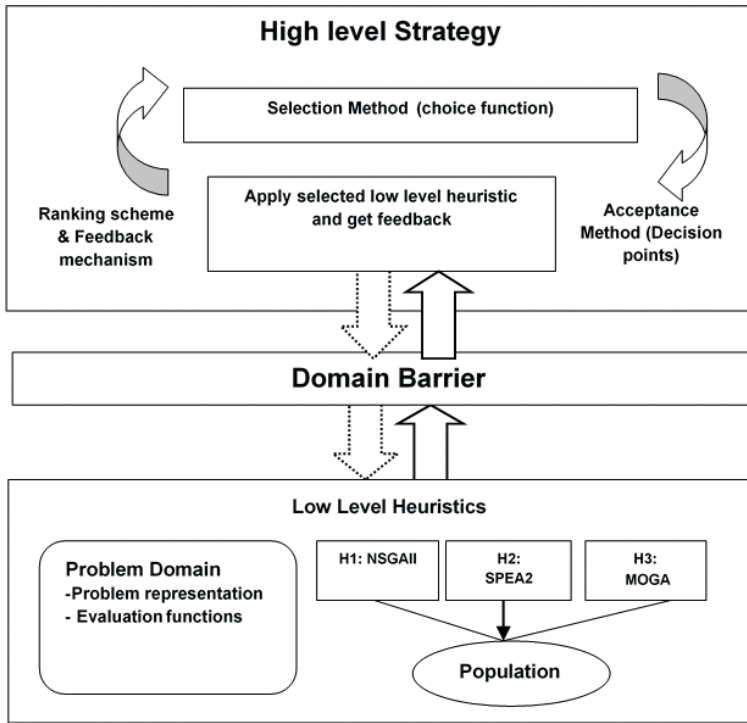 High level Strategy
Selection Method (choice function)
Apply selected low level heuristic
and get feedback
Ranking scheme
& Feedback
mechanism
Acceptance
Method (Decision
points)
Domain Barrier
Low Level Heuristics
Problem Domain
-Problem representation
- Evaluation functions
H1: NSGAII
H2:
SPEA2
H3:
MOGA
Population